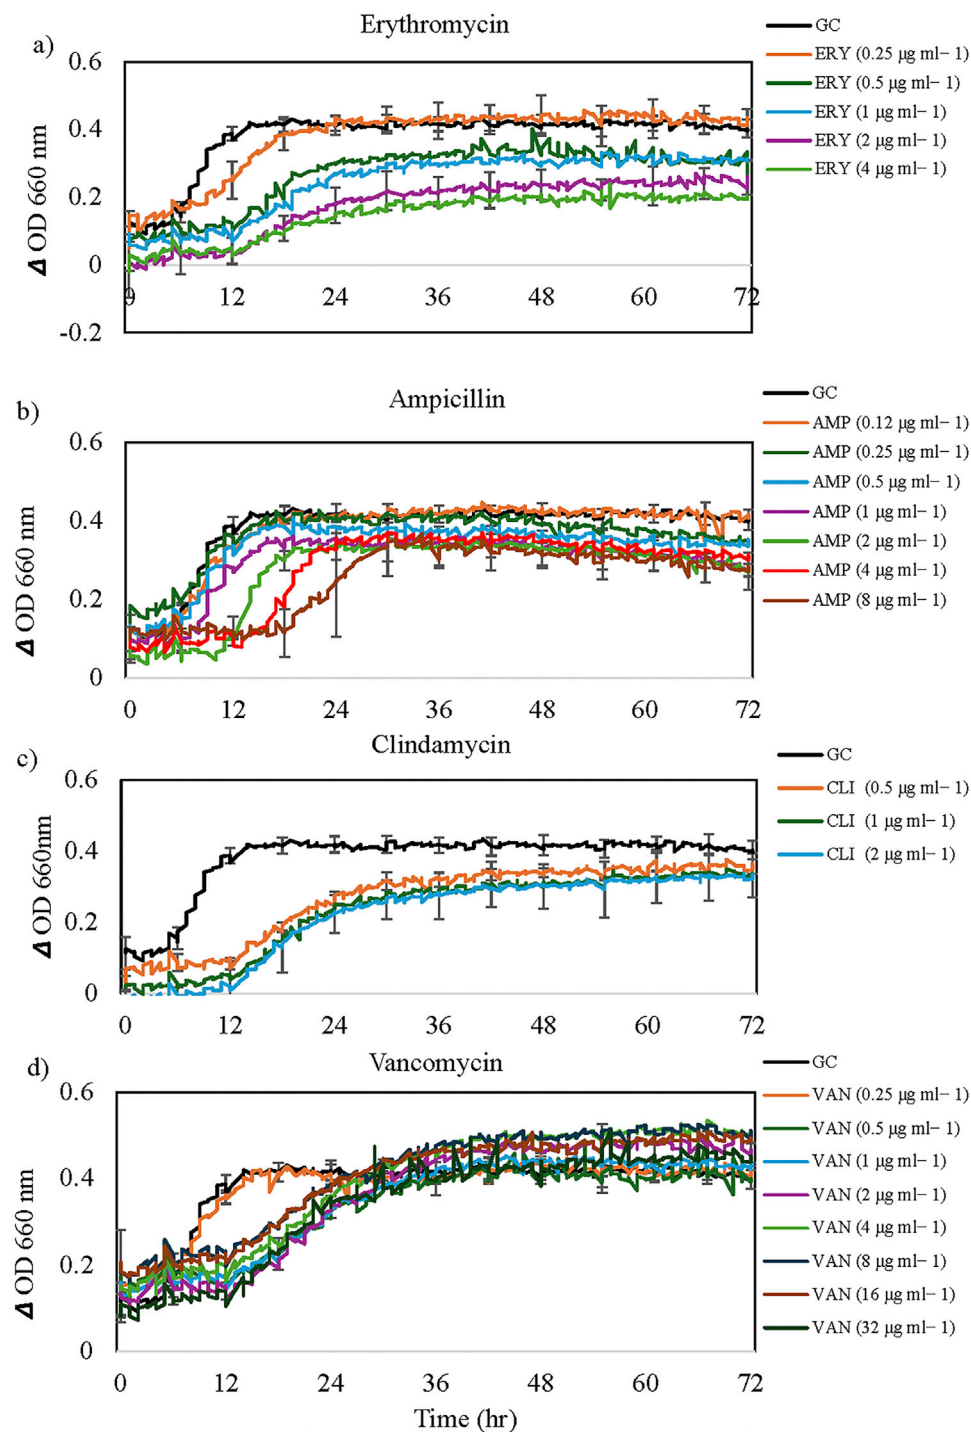 Erythromycin
a)
GC
ERY (0.25 µg ml− 1)
ERY (0.5 µg ml− 1)
ERY (1 µg ml− 1)
ERY (2 µg ml− 1)
ERY (4 µg ml− 1)
0.6
0.4
0.2
0
-0.2
Δ OD 660 nm
0 12 24 36 48 60 72
b)
Ampicillin
GC
AMP (0.12 µg ml− 1)
AMP (0.25 µg ml− 1)
AMP (0.5 µg ml− 1)
AMP (1 µg ml− 1)
AMP (2 µg ml− 1)
AMP (4 µg ml− 1)
AMP (8 µg ml− 1)
0.6
0.4
0.2
0
Δ OD 660 nm
0 12 24 36 48 60 72
c)
Clindamycin
GC
CLI (0.5 µg ml− 1)
CLI (1 µg ml− 1)
CLI (2 µg ml− 1)
0.6
0.4
0.2
0
Δ OD 660nm
0 12 24 36 48 60 72
d)
Vancomycin
GC
VAN (0.25 µg ml− 1)
VAN (0.5 µg ml− 1)
VAN (1 µg ml− 1)
VAN (2 µg ml− 1)
VAN (4 µg ml− 1)
VAN (8 µg ml− 1)
VAN (16 µg ml− 1)
VAN (32 µg ml− 1)
0.6
0.4
0.2
0
Δ OD 660 nm
0 12 24 36 48 60 72
Time (hr)